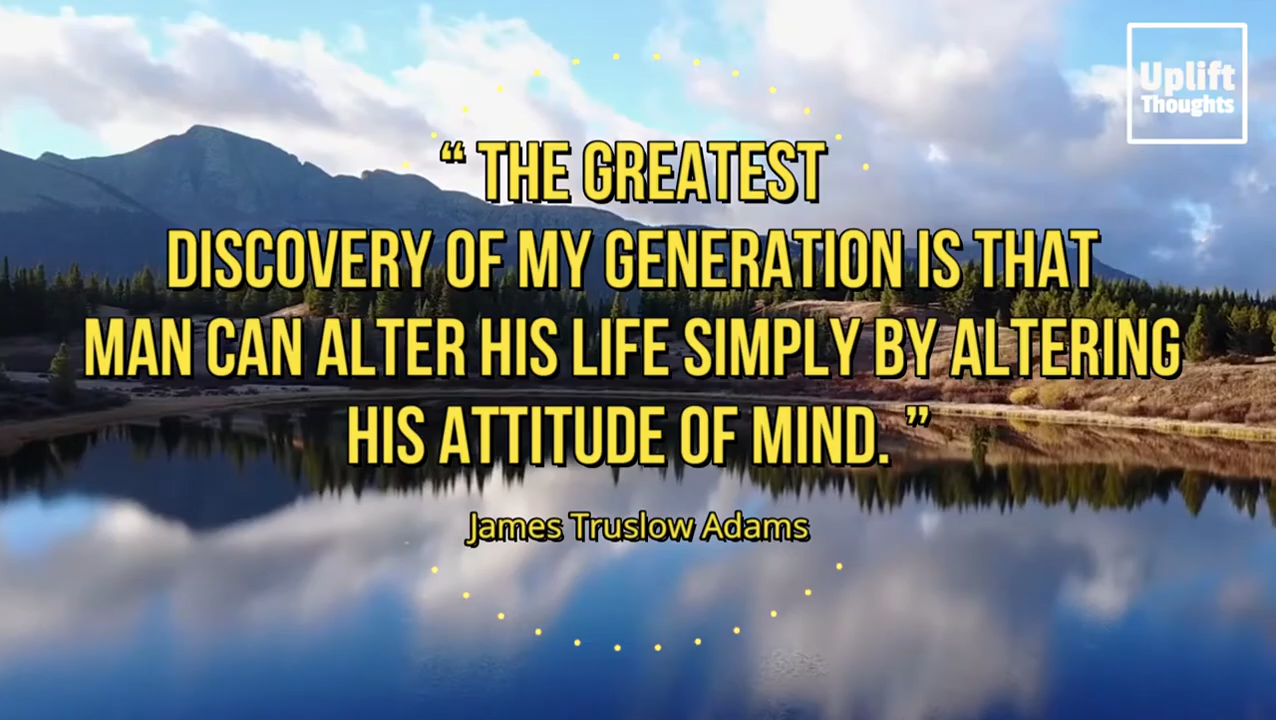 Uplift
Thoughts
“ THE GREATEST
DISCOVERY OF MY GENERATION IS THAT
MAN CAN ALTER HIS LIFE SIMPLY BY ALTERING
HIS ATTITUDE OF MIND. ”
James Truslow Adams